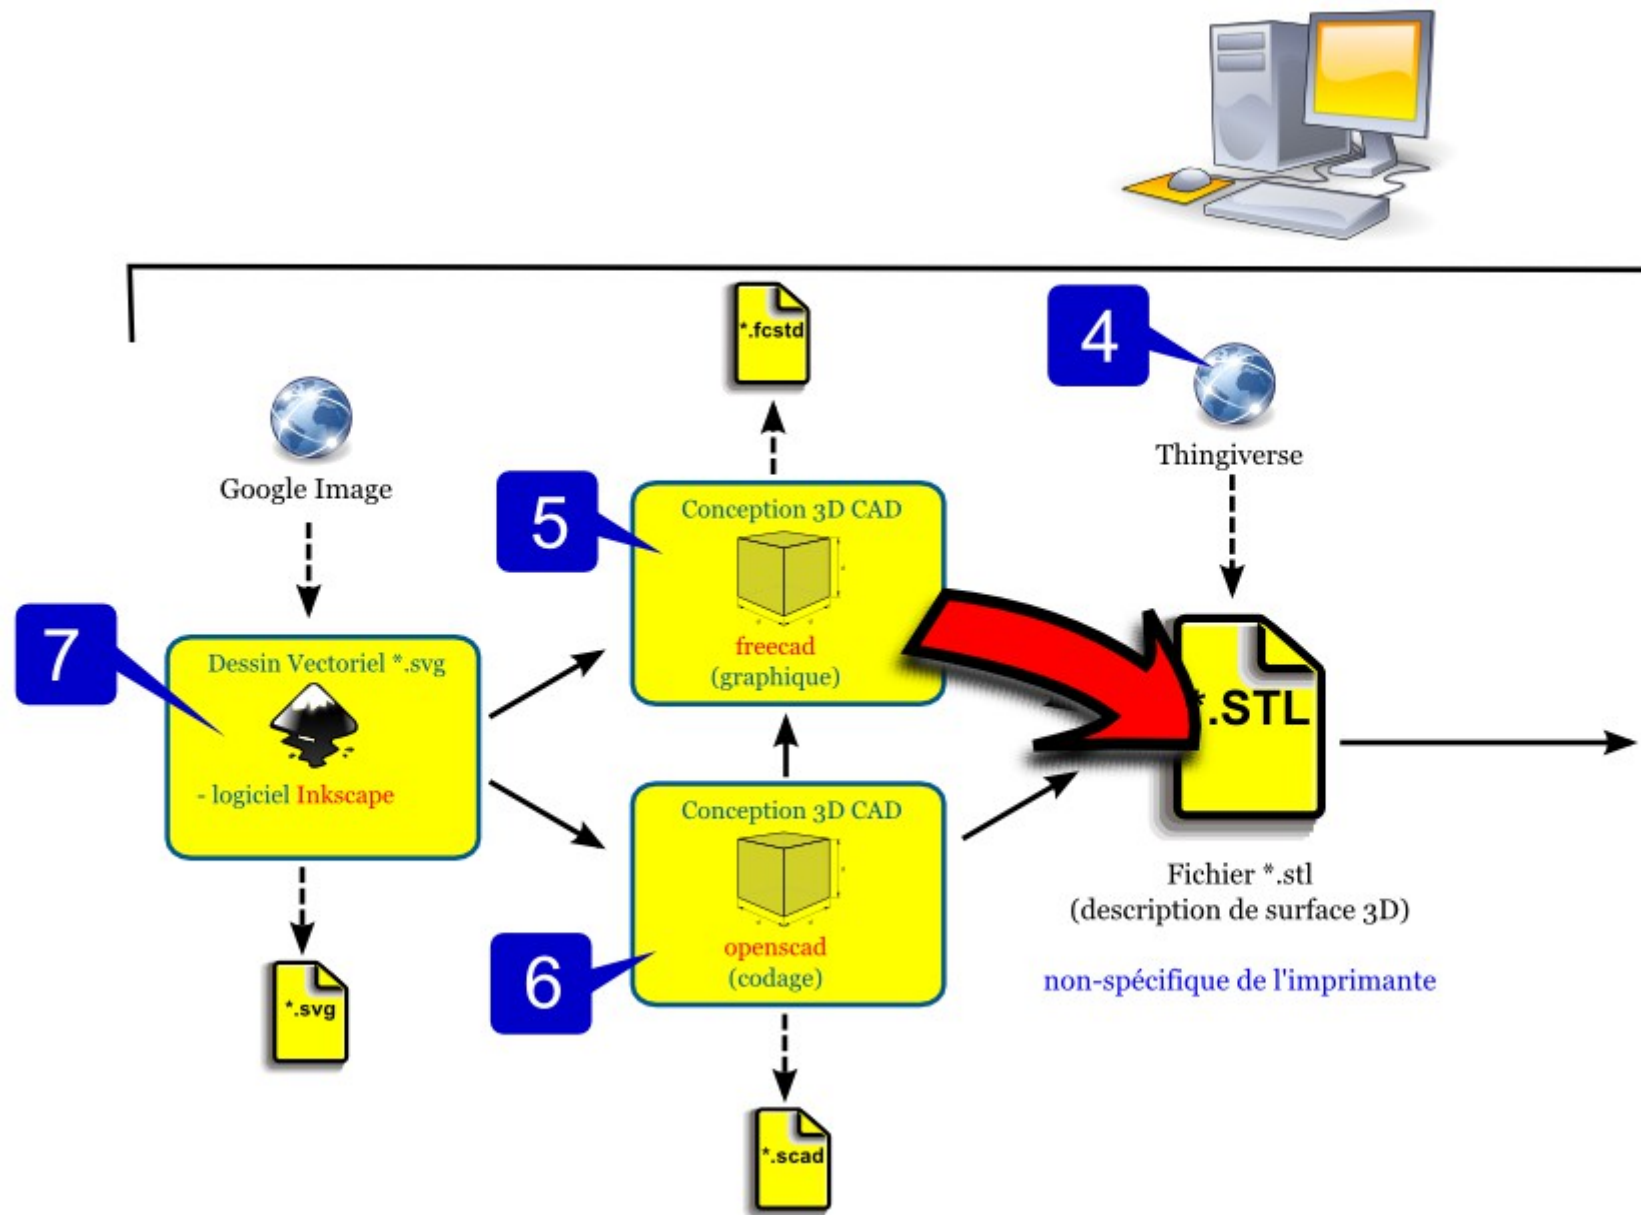 *.fcstd
4
Thingiverse
Google Image
5
Conception 3D CAD
freecad
(graphique)
7
Dessin Vectoriel *.svg
- logiciel Inkscape
*.STL
Conception 3D CAD
openscad
(codage)
6
Fichier *.stl
(description de surface 3D)
non-spécifique de l'imprimante
*.svg
*.scad